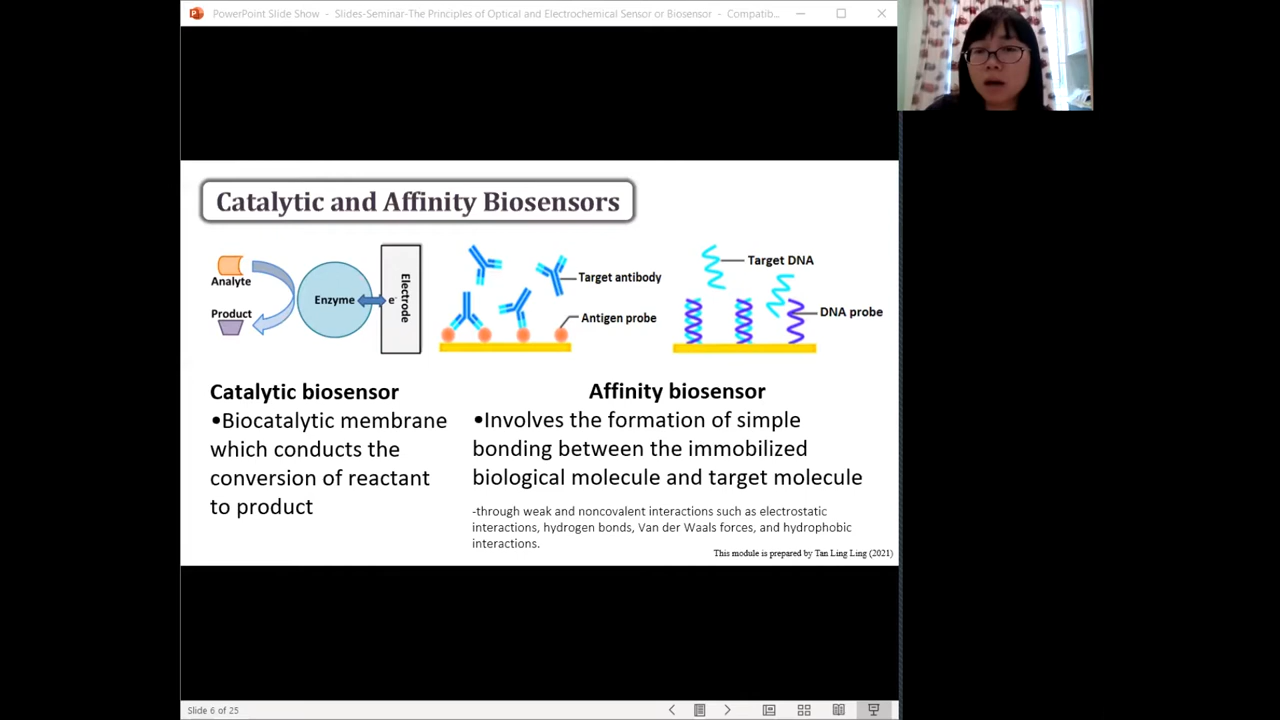 PowerPoint Slide Show - Slides-Seminar-The Principles of Optical and Electrochemical Sensor or Biosensor - Compatib...
Catalytic and Affinity Biosensors
Analyte
Product
Enzyme
e-
Electrode
Target antibody
Antigen probe
Target DNA
DNA probe
Catalytic biosensor
•Biocatalytic membrane
which conducts the
conversion of reactant
to product
Affinity biosensor
•Involves the formation of simple
bonding between the immobilized
biological molecule and target molecule
-through weak and noncovalent interactions such as electrostatic
interactions, hydrogen bonds, Van der Waals forces, and hydrophobic
interactions.
This module is prepared by Tan Ling Ling (2021)
Slide 6 of 25